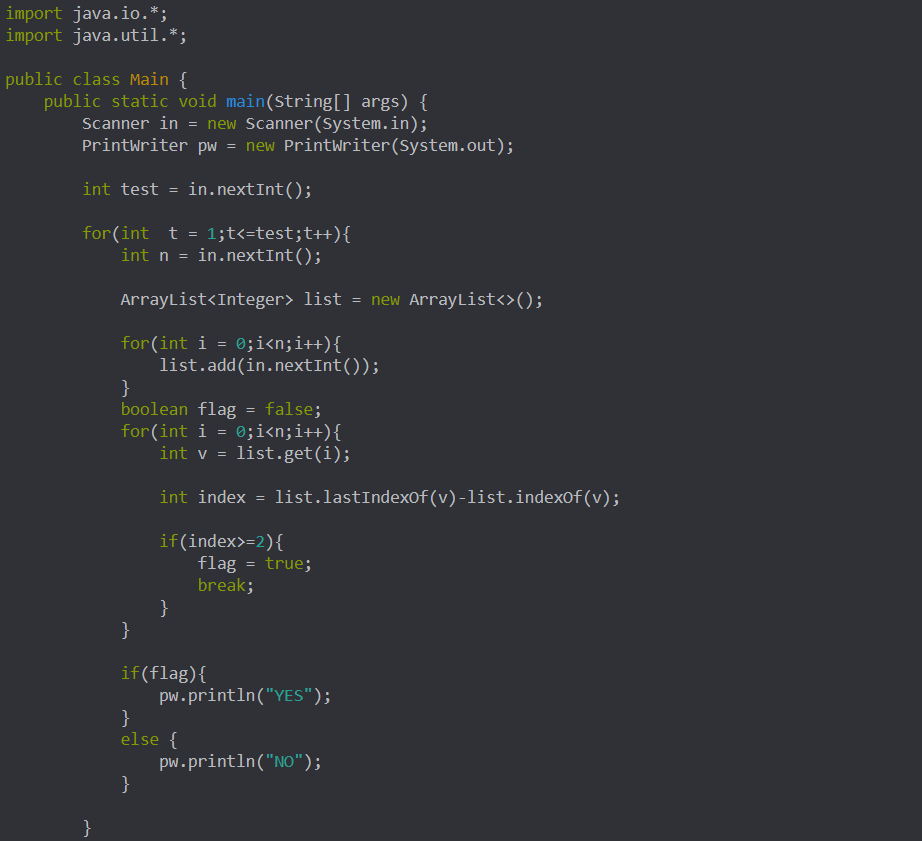 import java.io.*;
import java.util.*;

public class Main {
    public static void main(String[] args) {
        Scanner in = new Scanner(System.in);
        PrintWriter pw = new PrintWriter(System.out);

        int test = in.nextInt();

        for(int  t = 1;t<=test;t++){
            int n = in.nextInt();

            ArrayList<Integer> list = new ArrayList<>();

            for(int i = 0;i<n;i++){
                list.add(in.nextInt());
            }
            boolean flag = false;
            for(int i = 0;i<n;i++){
                int v = list.get(i);

                int index = list.lastIndexOf(v)-list.indexOf(v);

                if(index>=2){
                    flag = true;
                    break;
                }
            }

            if(flag){
                pw.println("YES");
            }
            else {
                pw.println("NO");
            }

        }